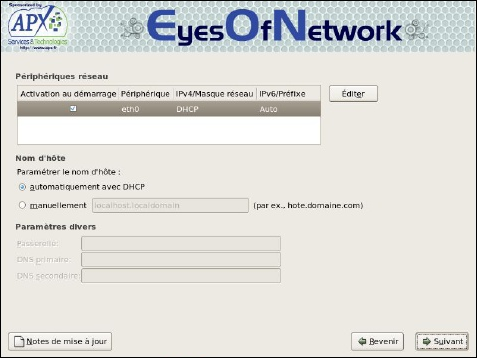 Sponsorised by
APX
Services & Technologies
http://www.apx.fr
EyesOfNetwork
Périphériques réseau
Activation au démarrage Périphérique IPv4/Masque réseau IPv6/Préfixe
eth0 DHCP Auto
Éditer
Nom d'hôte
Paramétrer le nom d'hôte :
automatiquement avec DHCP
manuellement localhost.localdomain (par ex., hote.domaine.com)
Paramètres divers
Passerelle:
DNS primaire:
DNS secondaire:
Notes de mise à jour Revenir Suivant